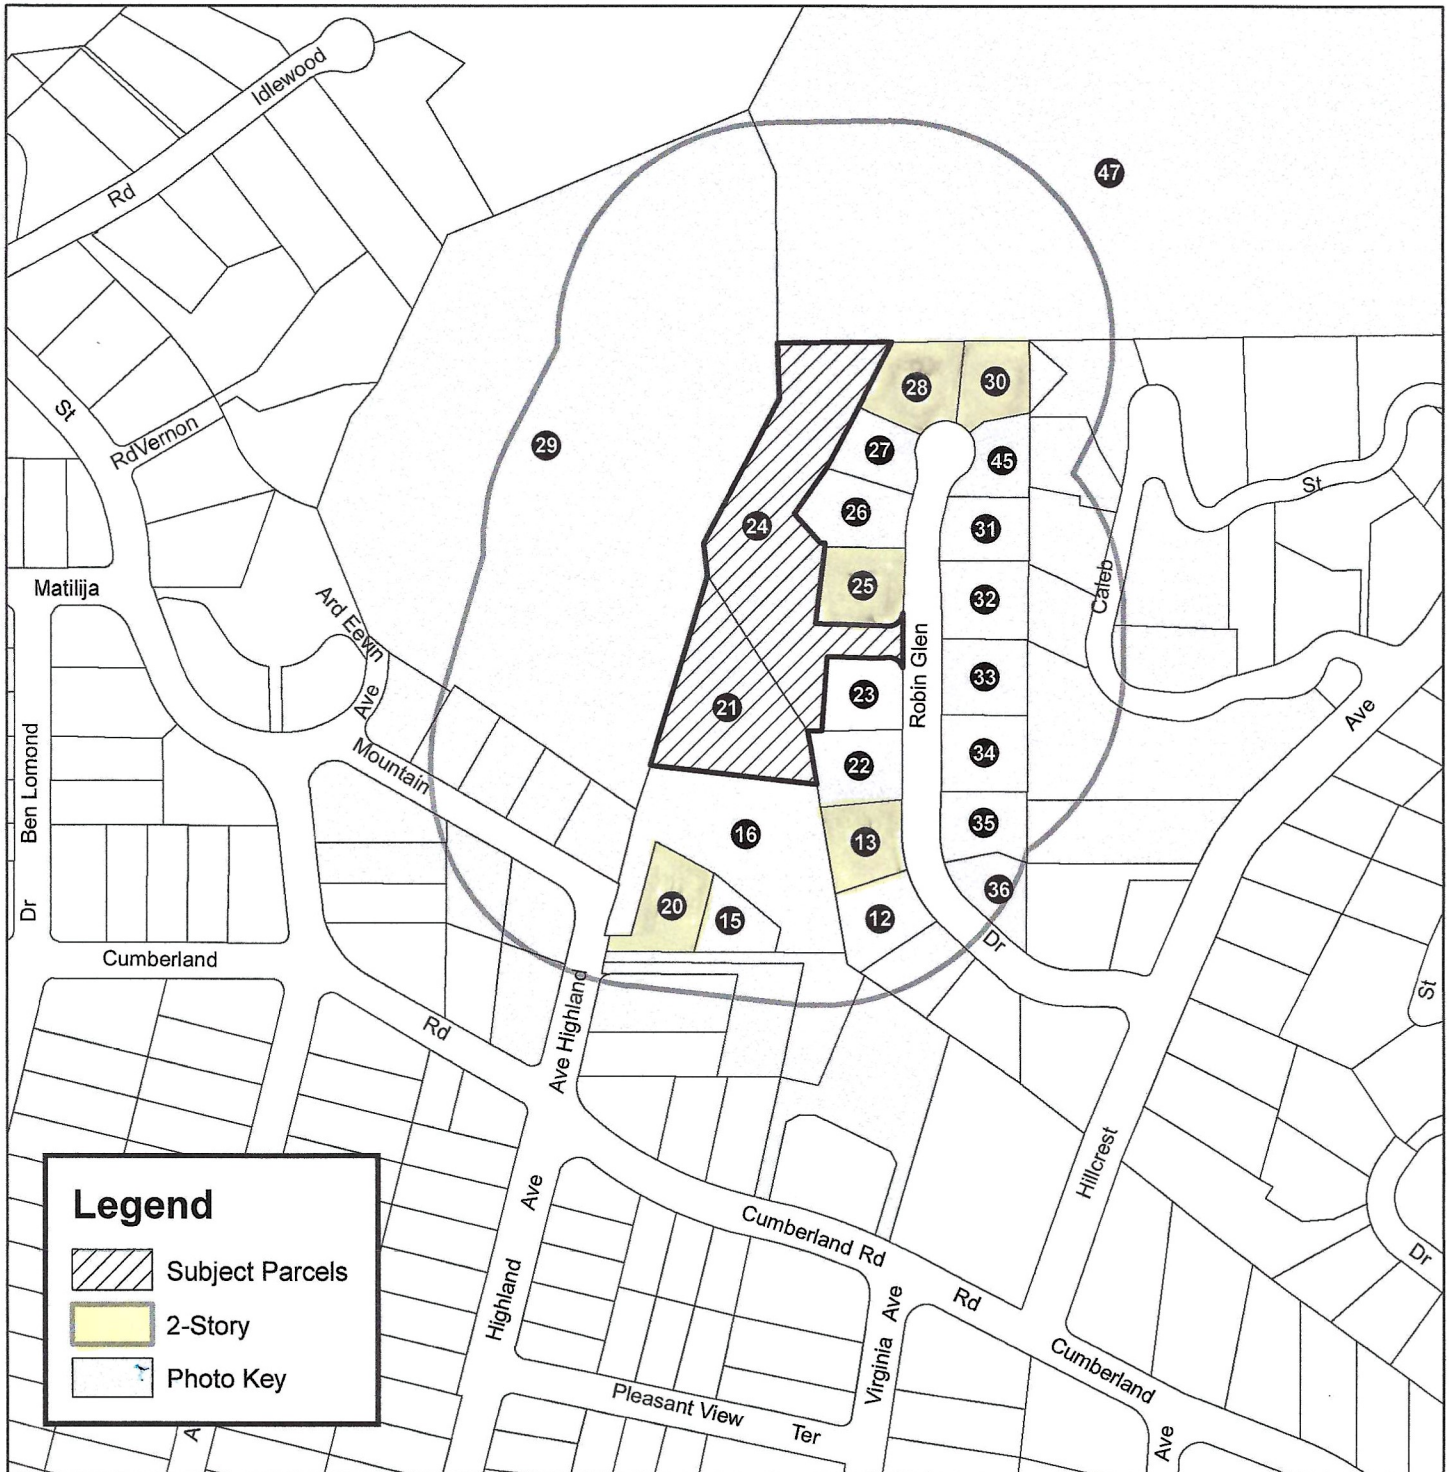 Idlewood
Rd
47
28
30
St
RdVernon
29
27
45
26
St
24
31
Matilija
25
32
Caleb
Ard Eevin
Ave
Robin Glen
33
23
21
Ave
Ben Lomond
Mountain
22
34
16
35
13
36
Dr
20
15
12
Dr
Cumberland
St
Rd
Ave Highland
Hillcrest
Ave
Dr
Cumberland Rd
Rd
Highland
Ave
Virginia
Cumberland
Pleasant View
Ter
Ave
A
Legend
Subject Parcels
2-Story
Photo Key